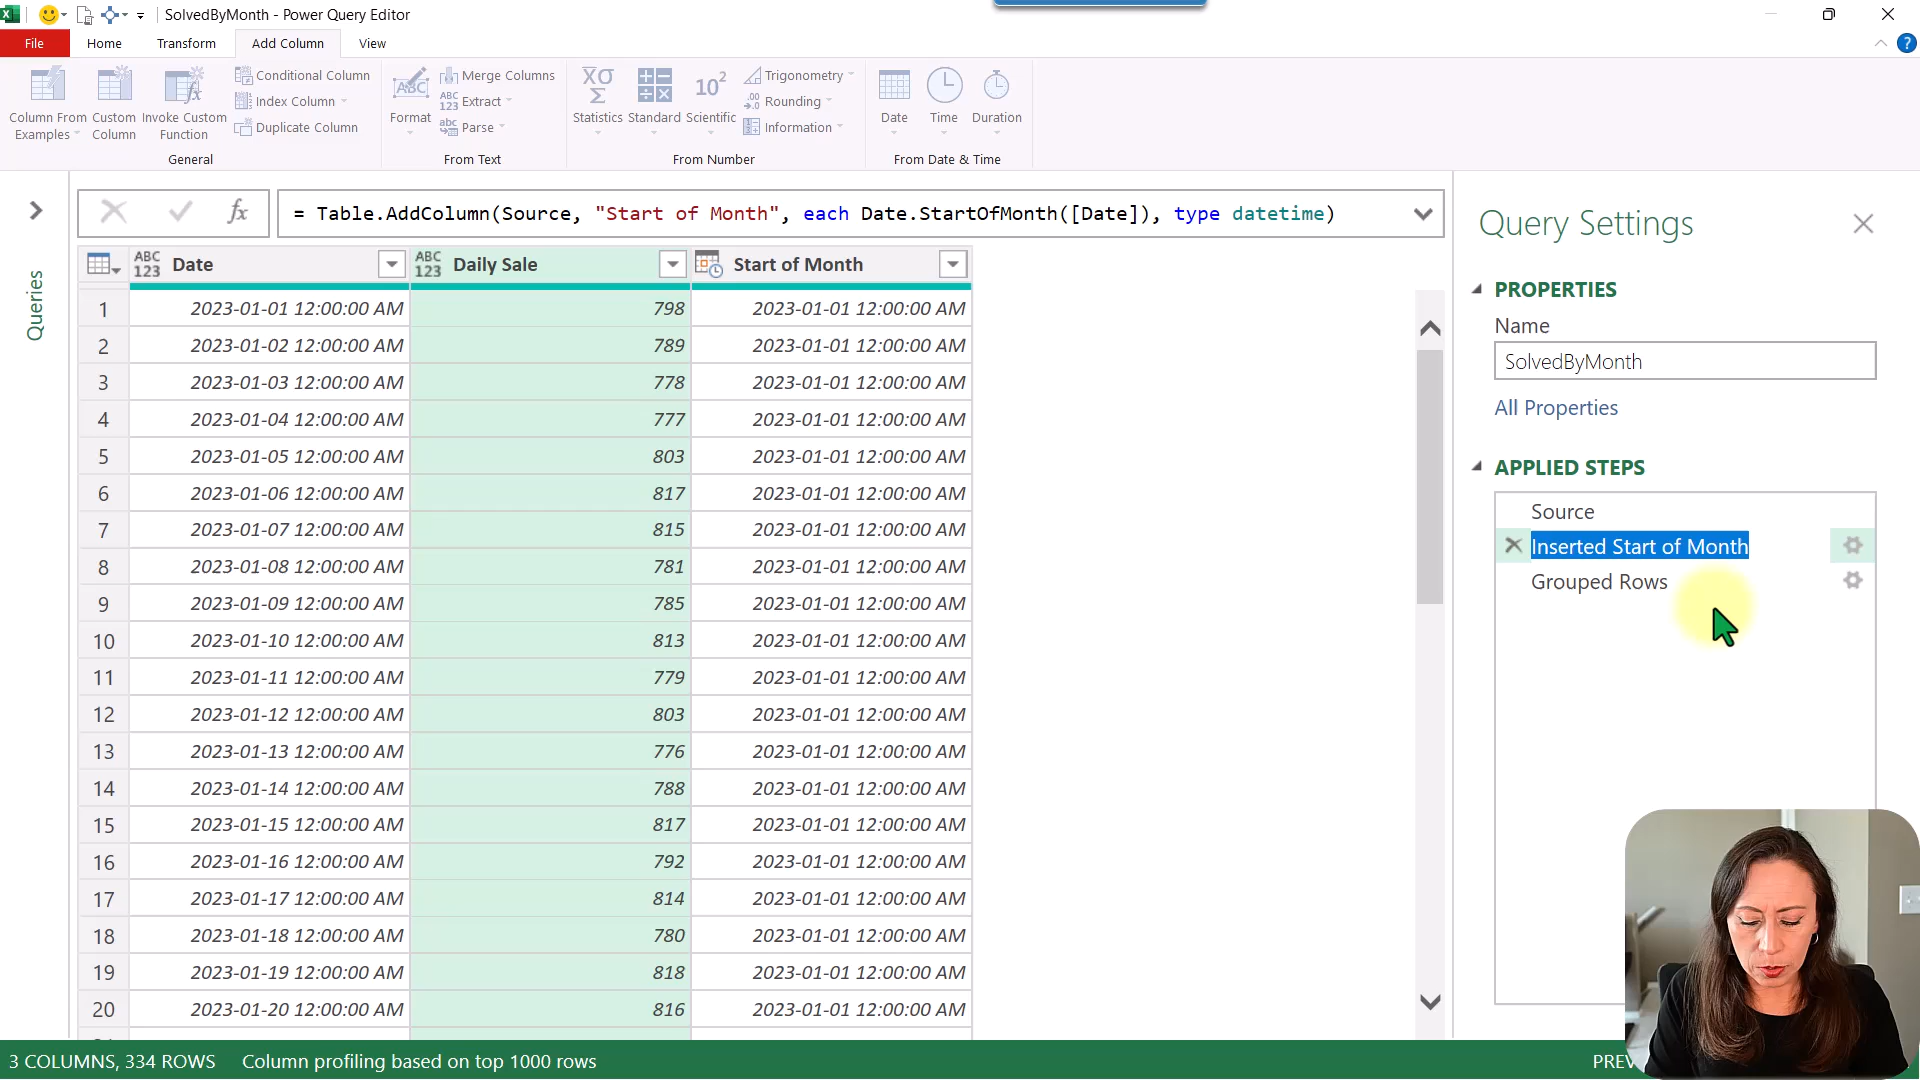 SolvedByMonth - Power Query Editor
File Home Transform Add Column View
Column From Examples
Custom Column
Invoke Custom Function
Conditional Column
Index Column
Duplicate Column
General
Format
Merge Columns
Extract
Parse
From Text
Statistics
Standard
Scientific
Trigonometry
Rounding
Information
From Number
Date
Time
Duration
From Date & Time
Queries
= Table.AddColumn(Source, "Start of Month", each Date.StartOfMonth([Date]), type datetime)
ABC 123 Date ABC 123 Daily Sale Start of Month
1 2023-01-01 12:00:00 AM 798 2023-01-01 12:00:00 AM
2 2023-01-02 12:00:00 AM 789 2023-01-01 12:00:00 AM
3 2023-01-03 12:00:00 AM 778 2023-01-01 12:00:00 AM
4 2023-01-04 12:00:00 AM 777 2023-01-01 12:00:00 AM
5 2023-01-05 12:00:00 AM 803 2023-01-01 12:00:00 AM
6 2023-01-06 12:00:00 AM 817 2023-01-01 12:00:00 AM
7 2023-01-07 12:00:00 AM 815 2023-01-01 12:00:00 AM
8 2023-01-08 12:00:00 AM 781 2023-01-01 12:00:00 AM
9 2023-01-09 12:00:00 AM 785 2023-01-01 12:00:00 AM
10 2023-01-10 12:00:00 AM 813 2023-01-01 12:00:00 AM
11 2023-01-11 12:00:00 AM 779 2023-01-01 12:00:00 AM
12 2023-01-12 12:00:00 AM 803 2023-01-01 12:00:00 AM
13 2023-01-13 12:00:00 AM 776 2023-01-01 12:00:00 AM
14 2023-01-14 12:00:00 AM 788 2023-01-01 12:00:00 AM
15 2023-01-15 12:00:00 AM 817 2023-01-01 12:00:00 AM
16 2023-01-16 12:00:00 AM 792 2023-01-01 12:00:00 AM
17 2023-01-17 12:00:00 AM 814 2023-01-01 12:00:00 AM
18 2023-01-18 12:00:00 AM 780 2023-01-01 12:00:00 AM
19 2023-01-19 12:00:00 AM 818 2023-01-01 12:00:00 AM
20 2023-01-20 12:00:00 AM 816 2023-01-01 12:00:00 AM
Query Settings
PROPERTIES
Name
SolvedByMonth
All Properties
APPLIED STEPS
Source
Inserted Start of Month
Grouped Rows
3 COLUMNS, 334 ROWS Column profiling based on top 1000 rows